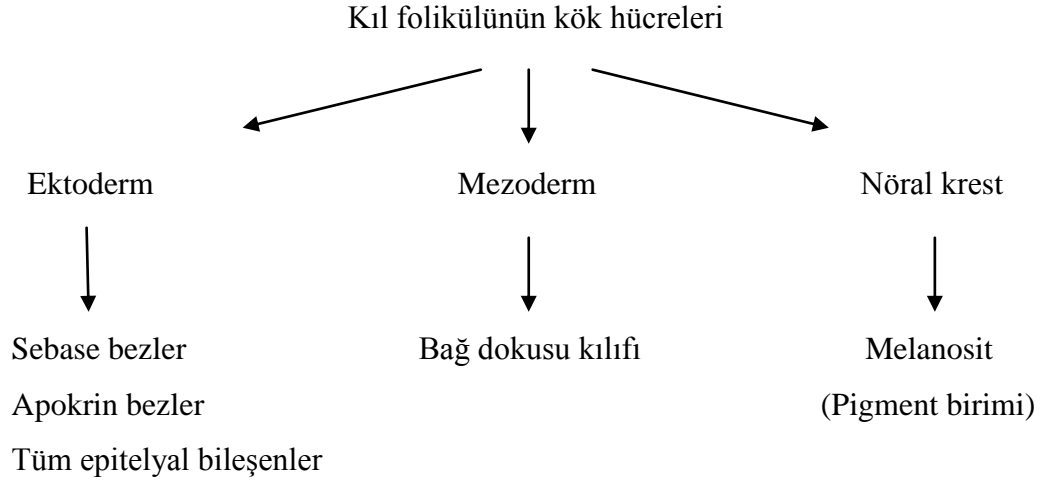 Kıl folikülünün kök hücreleri
Ektoderm
Mezoderm
Nöral krest
Sebase bezler
Bağ dokusu kılıfı
Melanosit
Apokrin bezler
(Pigment birimi)
Tüm epitelyal bileşenler